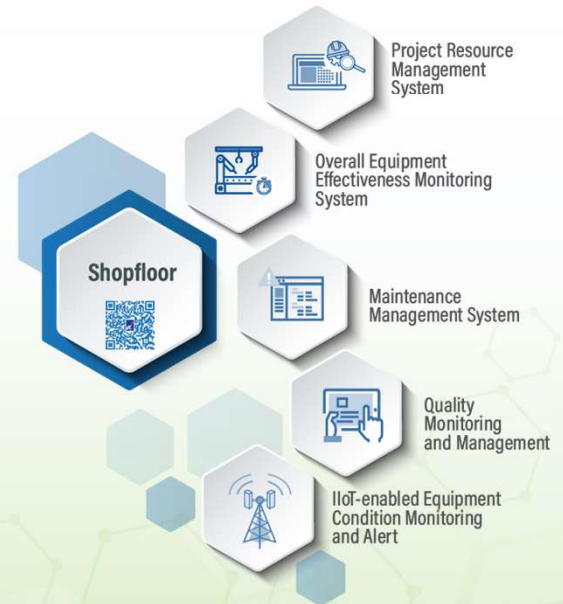 Project Resource
Management
System
Overall Equipment
Effectiveness Monitoring
System
Shopfloor
Maintenance
Management System
Quality
Monitoring
and Management
IIoT-enabled Equipment
Condition Monitoring
and Alert